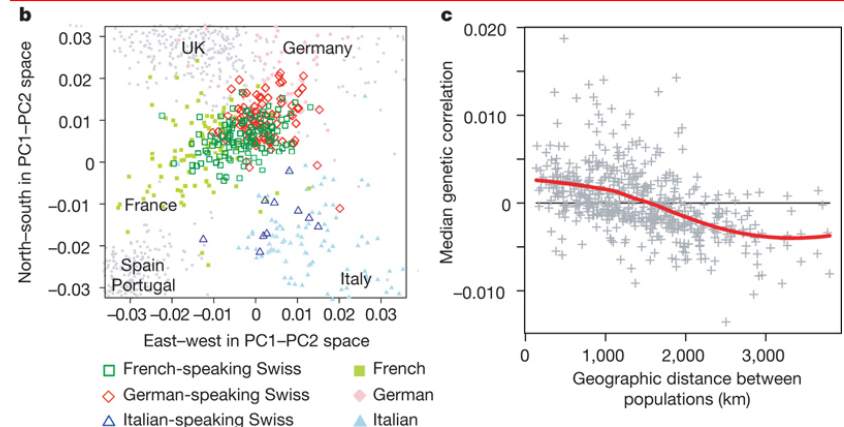 b
0.03
0.02
0.01
0
–0.01
–0.02
–0.03
North–south in PC1–PC2 space
UK
Germany
France
Spain
Portugal
Italy
–0.03 –0.02 –0.01 0 0.01 0.02 0.03
East–west in PC1–PC2 space
French-speaking Swiss
German-speaking Swiss
Italian-speaking Swiss
French
German
Italian
c
0.020
0.010
0
–0.010
Median genetic correlation
0 1,000 2,000 3,000
Geographic distance between
populations (km)